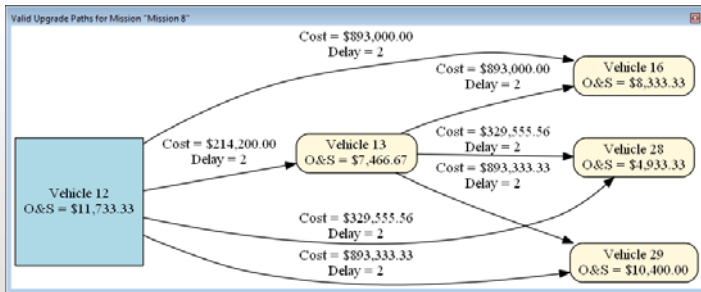 Valid Upgrade Paths for Mission "Mission 8"
Cost = $893,000.00
Delay = 2
Vehicle 16
O&S = $8,333.33
Cost = $893,000.00
Delay = 2
Cost = $214,200.00
Delay = 2
Vehicle 13
O&S = $7,466.67
Cost = $329,555.56
Delay = 2
Vehicle 28
O&S = $4,933.33
Cost = $893,333.33
Delay = 2
Vehicle 12
O&S = $11,733.33
Cost = $329,555.56
Delay = 2
Cost = $893,333.33
Delay = 2
Vehicle 29
O&S = $10,400.00